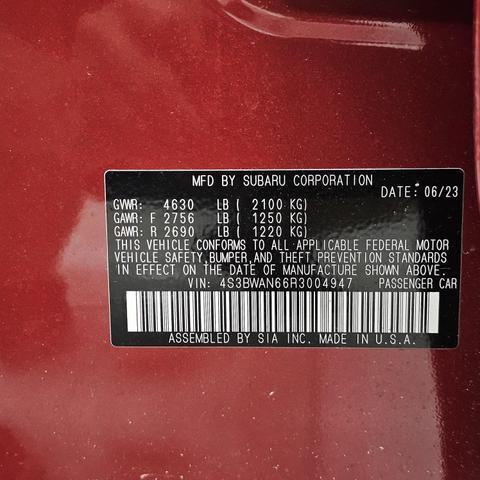 MFD BY SUBARU CORPORATION
DATE: 06/23
GVWR: 4630 LB ( 2100 KG)
GAWR: F 2756 LB ( 1250 KG)
GAWR: R 2690 LB ( 1220 KG)
THIS VEHICLE CONFORMS TO ALL APPLICABLE FEDERAL MOTOR
VEHICLE SAFETY,BUMPER,AND THEFT PREVENTION STANDARDS
IN EFFECT ON THE DATE OF MANUFACTURE SHOWN ABOVE.
VIN: 4S3BWAN66R3004947 PASSENGER CAR
ASSEMBLED BY SIA INC. MADE IN U.S.A.